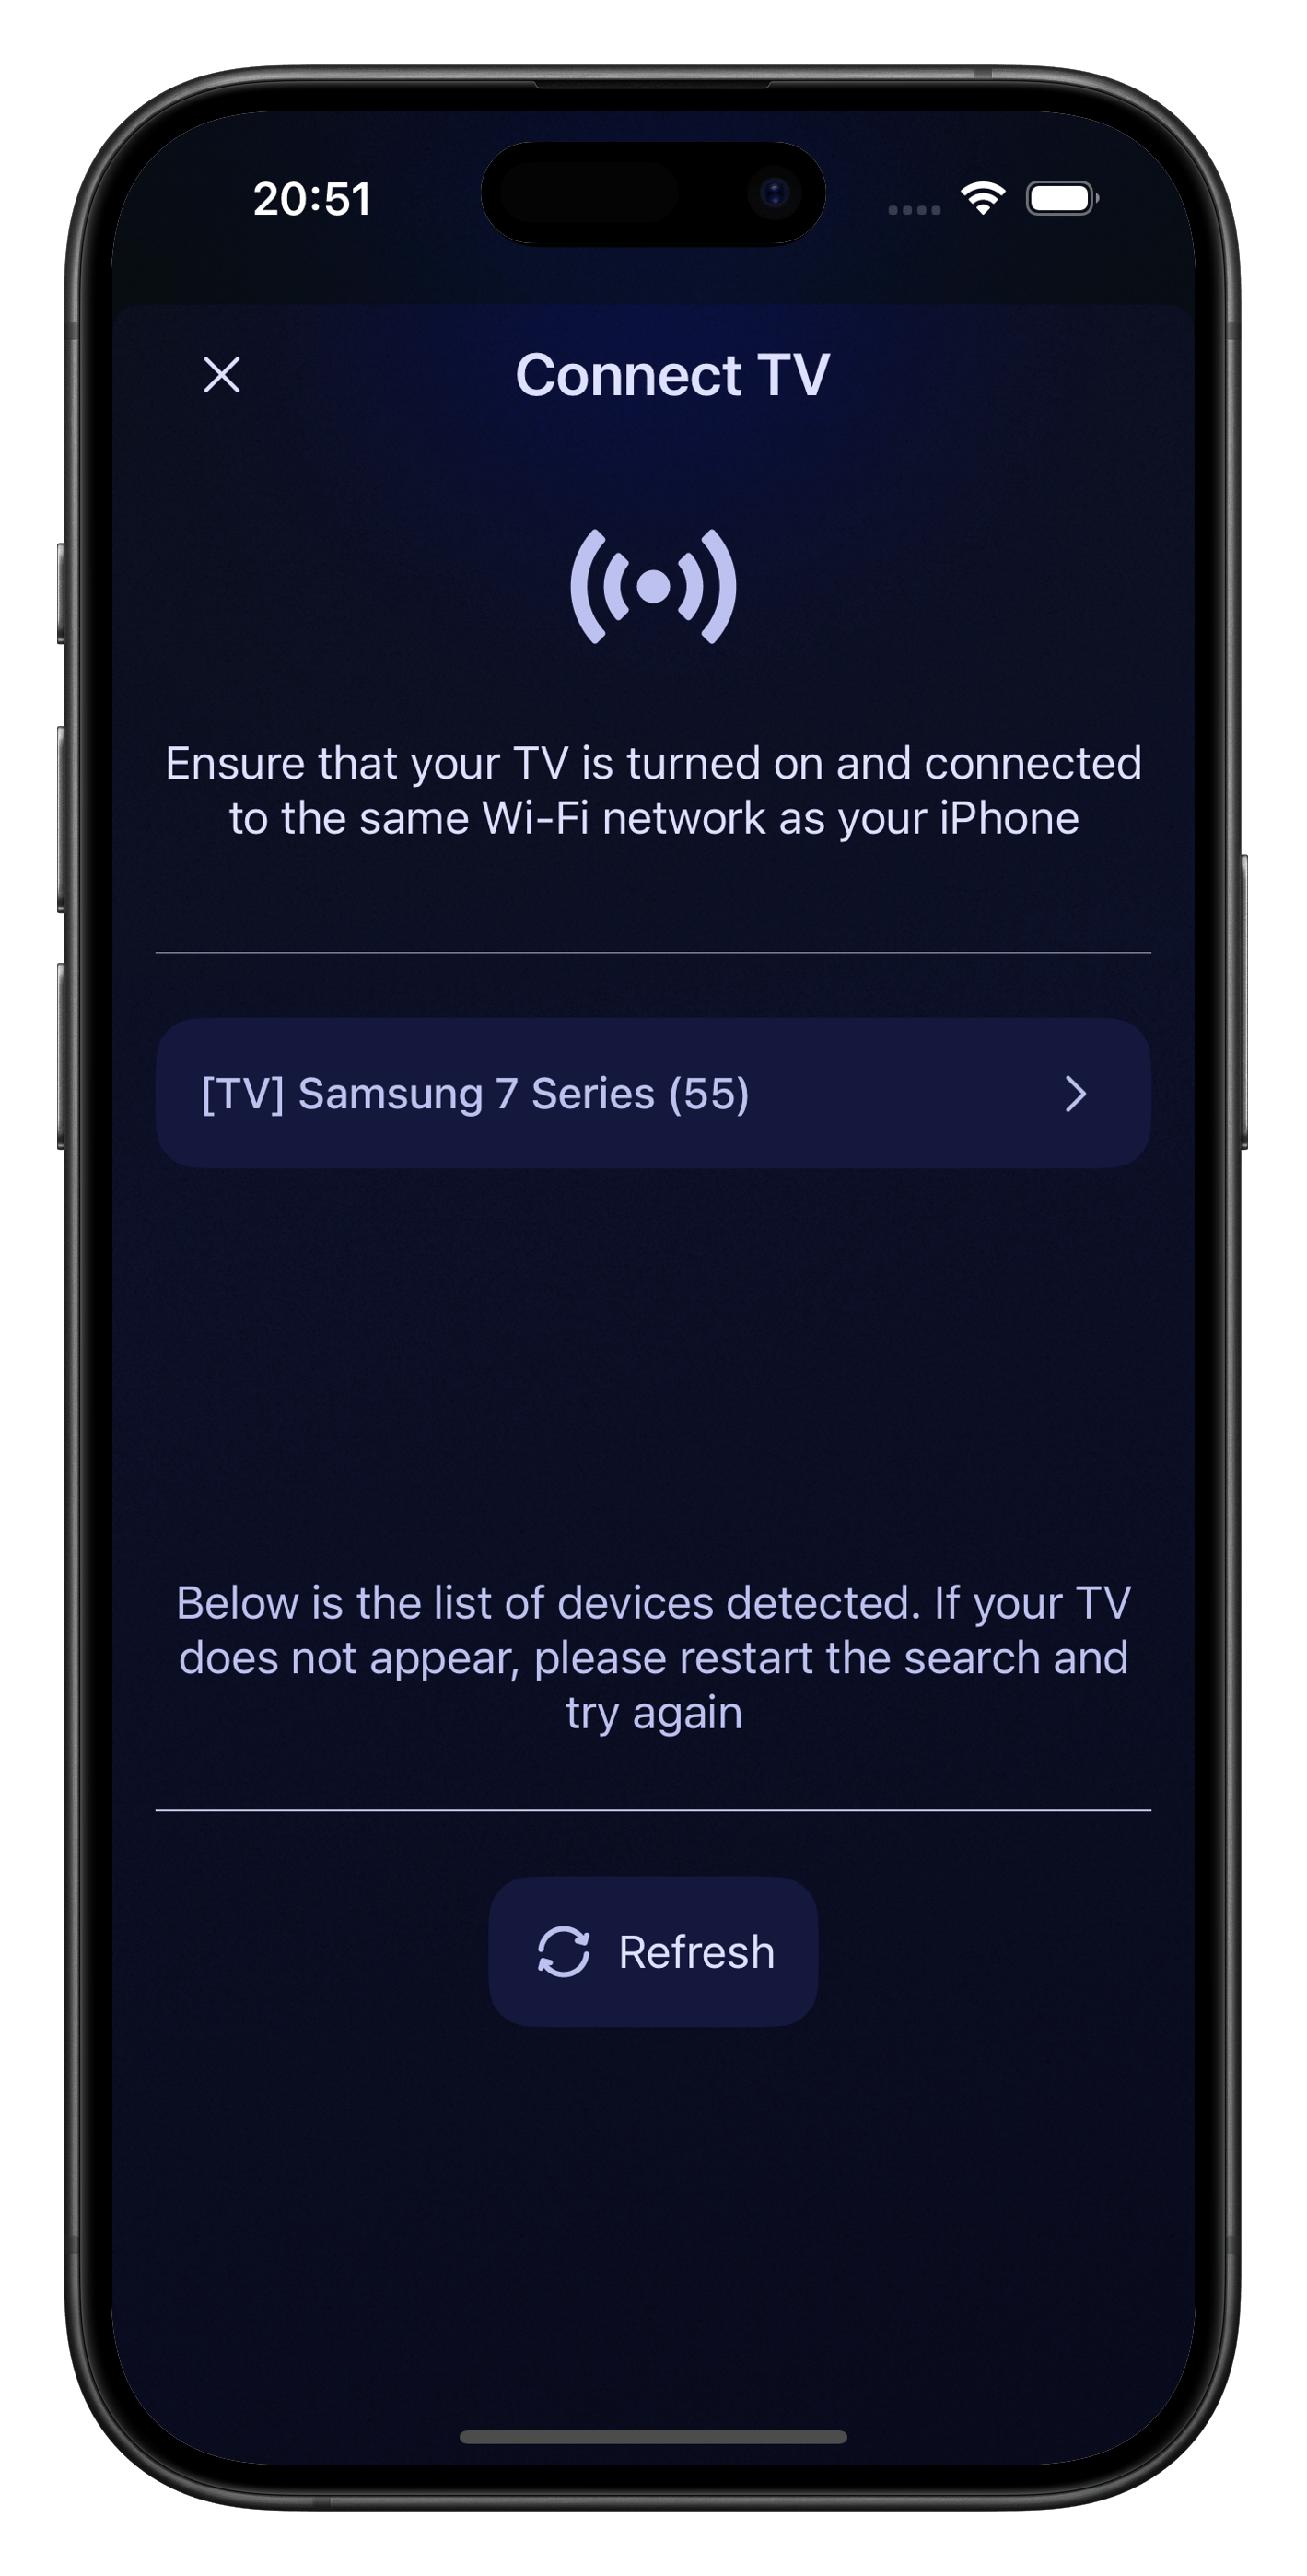 20:51
Connect TV
Ensure that your TV is turned on and connected
to the same Wi-Fi network as your iPhone
[TV] Samsung 7 Series (55)
Below is the list of devices detected. If your TV
does not appear, please restart the search and
try again
Refresh